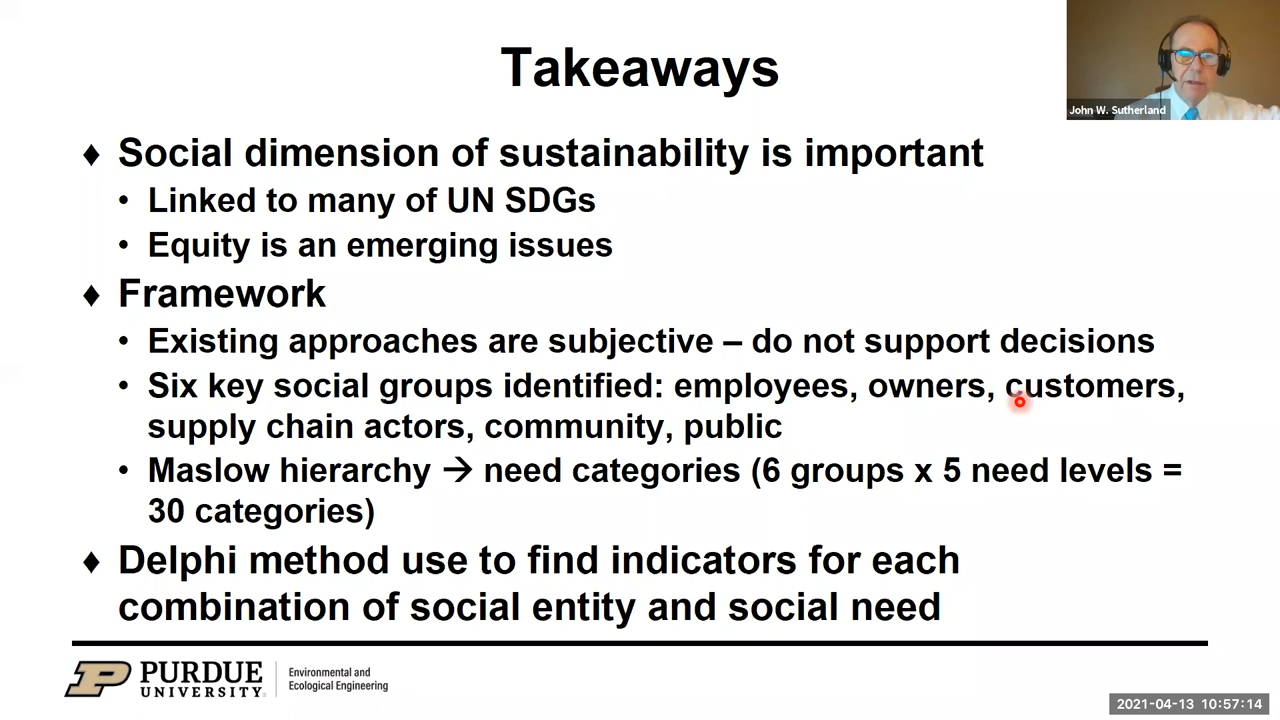 Takeaways
John W. Sutherland
♦ Social dimension of sustainability is important
• Linked to many of UN SDGs
• Equity is an emerging issues
♦ Framework
• Existing approaches are subjective – do not support decisions
• Six key social groups identified: employees, owners, customers,
supply chain actors, community, public
• Maslow hierarchy → need categories (6 groups x 5 need levels =
30 categories)
♦ Delphi method use to find indicators for each
combination of social entity and social need
P PURDUE
UNIVERSITY®
Environmental and
Ecological Engineering
2021-04-13 10:57:14